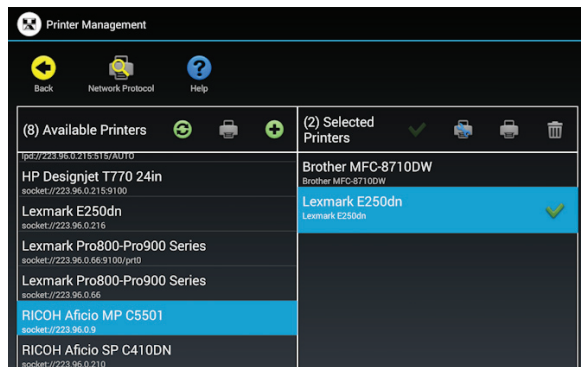 Printer Management
Back
Network Protocol
Help
(8) Available Printers
lpd://223.96.0.215:515/AUTO
HP Designjet T770 24in
socket://223.96.0.215:9100
Lexmark E250dn
socket://223.96.0.216
Lexmark Pro800-Pro900 Series
socket://223.96.0.66:9100/prt0
Lexmark Pro800-Pro900 Series
socket://223.96.0.66
RICOH Aficio MP C5501
socket://223.96.0.9
RICOH Aficio SP C410DN
socket://223.96.0.210
(2) Selected
Printers
Brother MFC-8710DW
Brother MFC-8710DW
Lexmark E250dn
Lexmark E250dn